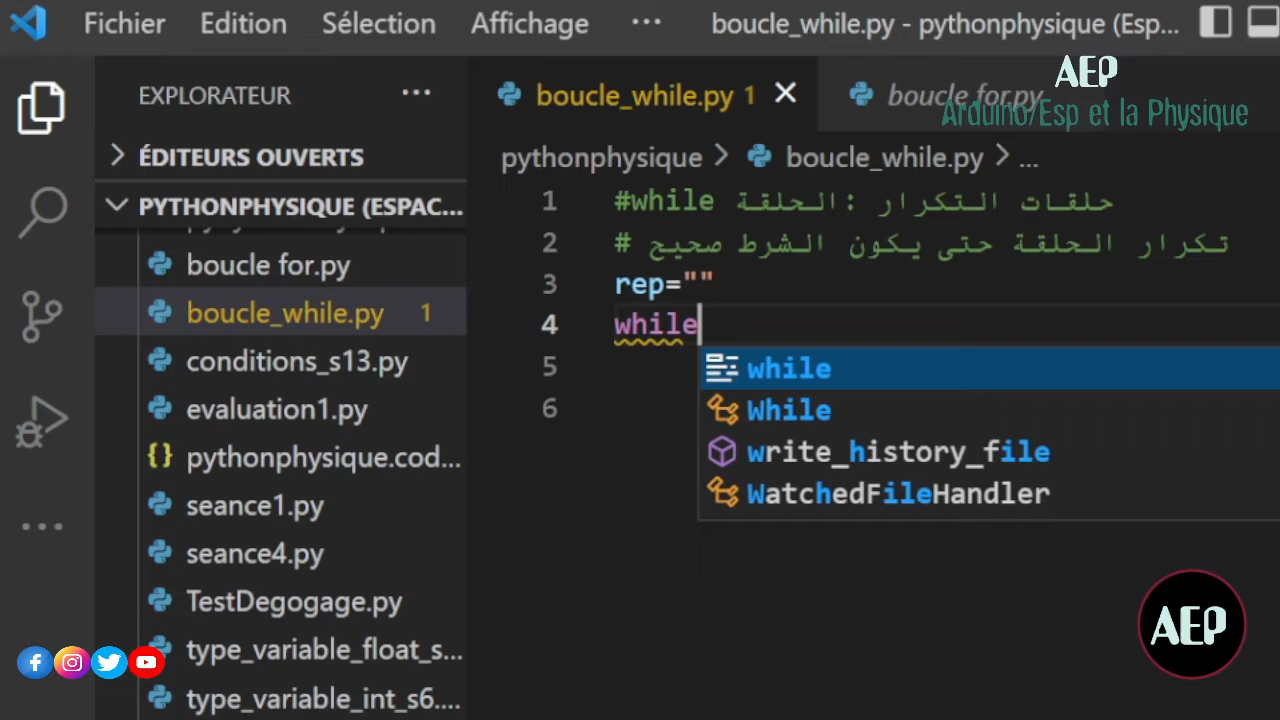 Fichier Edition Sélection Affichage ... boucle_while.py - pythonphysique (Esp...
AEP
Arduino/Esp et la Physique
EXPLORATEUR ...
boucle_while.py 1
boucle for.py
ÉDITEURS OUVERTS
pythonphysique > boucle_while.py > ...
PYTHONPHYSIQUE (ESPAC...
boucle for.py
boucle_while.py 1
conditions_s13.py
evaluation1.py
{} pythonphysique.cod...
seance1.py
seance4.py
TestDegogage.py
type_variable_float_s...
type_variable_int_s6....
1 #while حلقات التكرار :الحلقة
2 # تكرار الحلقة حتى يكون الشرط صحيح
3 rep=""
4 while
5
6
while
While
write_history_file
WatchedFileHandler
AEP